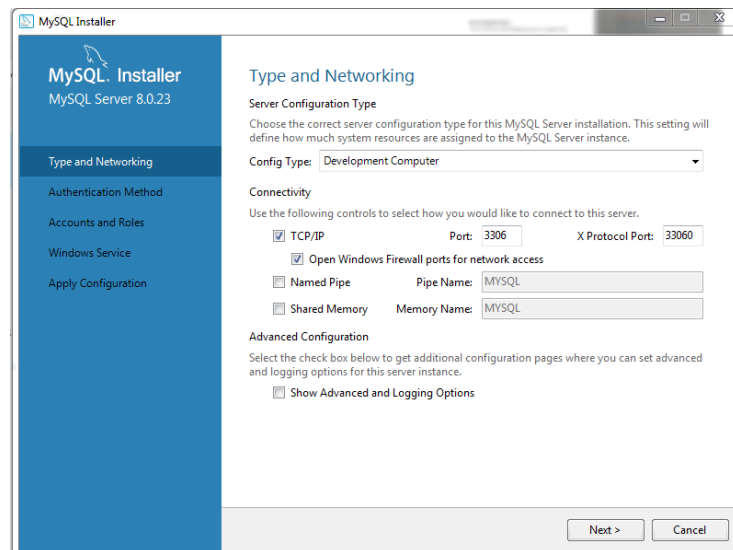 MySQL Installer
MySQL. Installer
MySQL Server 8.0.23
Type and Networking
Authentication Method
Accounts and Roles
Windows Service
Apply Configuration
Type and Networking
Server Configuration Type
Choose the correct server configuration type for this MySQL Server installation. This setting will
define how much system resources are assigned to the MySQL Server instance.
Config Type: Development Computer
Connectivity
Use the following controls to select how you would like to connect to this server.
TCP/IP Port: 3306 X Protocol Port: 33060
Open Windows Firewall ports for network access
Named Pipe Pipe Name: MYSQL
Shared Memory Memory Name: MYSQL
Advanced Configuration
Select the check box below to get additional configuration pages where you can set advanced
and logging options for this server instance.
Show Advanced and Logging Options
Next > Cancel